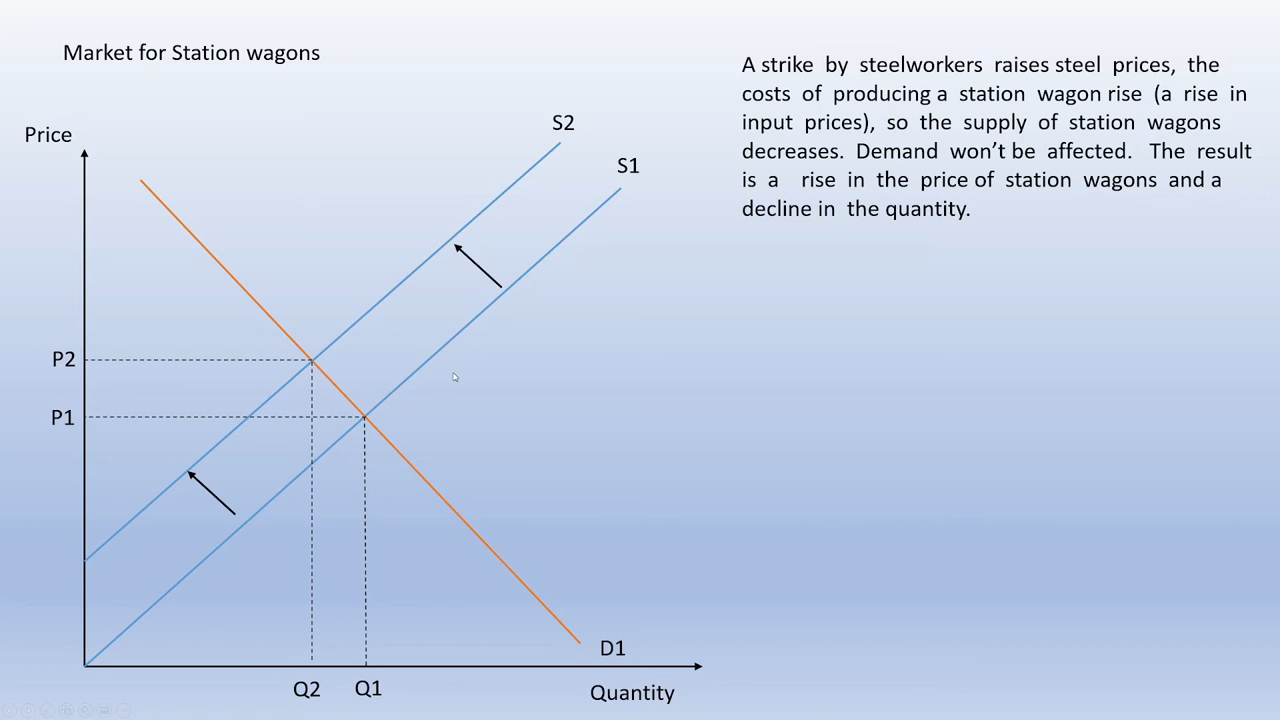 Market for Station wagons
A strike by steelworkers raises steel prices, the
costs of producing a station wagon rise (a rise in
input prices), so the supply of station wagons
decreases. Demand won’t be affected. The result
is a rise in the price of station wagons and a
decline in the quantity.
Price
S2
S1
P2
P1
D1
Q2
Q1
Quantity